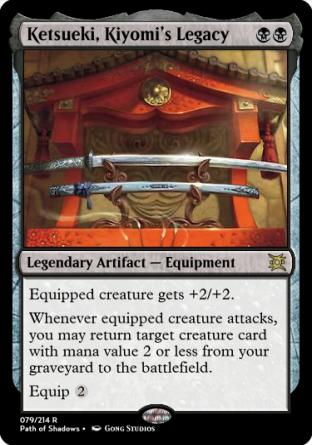 Ketsueki, Kiyomi's Legacy
Legendary Artifact — Equipment
Equipped creature gets +2/+2.
Whenever equipped creature attacks,
you may return target creature card
with mana value 2 or less from your
graveyard to the battlefield.
Equip 2
079/214 R
Path of Shadows • Gong Studios